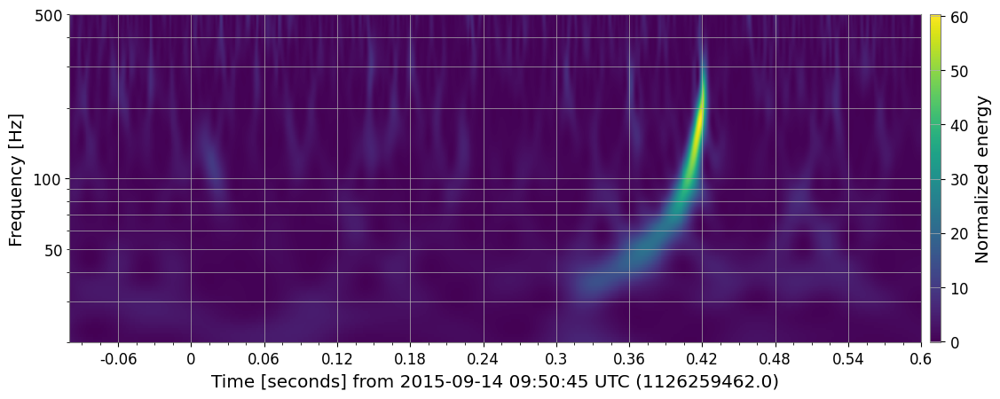 500
100
50
Frequency [Hz]
-0.06 0 0.06 0.12 0.18 0.24 0.3 0.36 0.42 0.48 0.54 0.6
Time [seconds] from 2015-09-14 09:50:45 UTC (1126259462.0)
60
50
40
30
20
10
0
Normalized energy